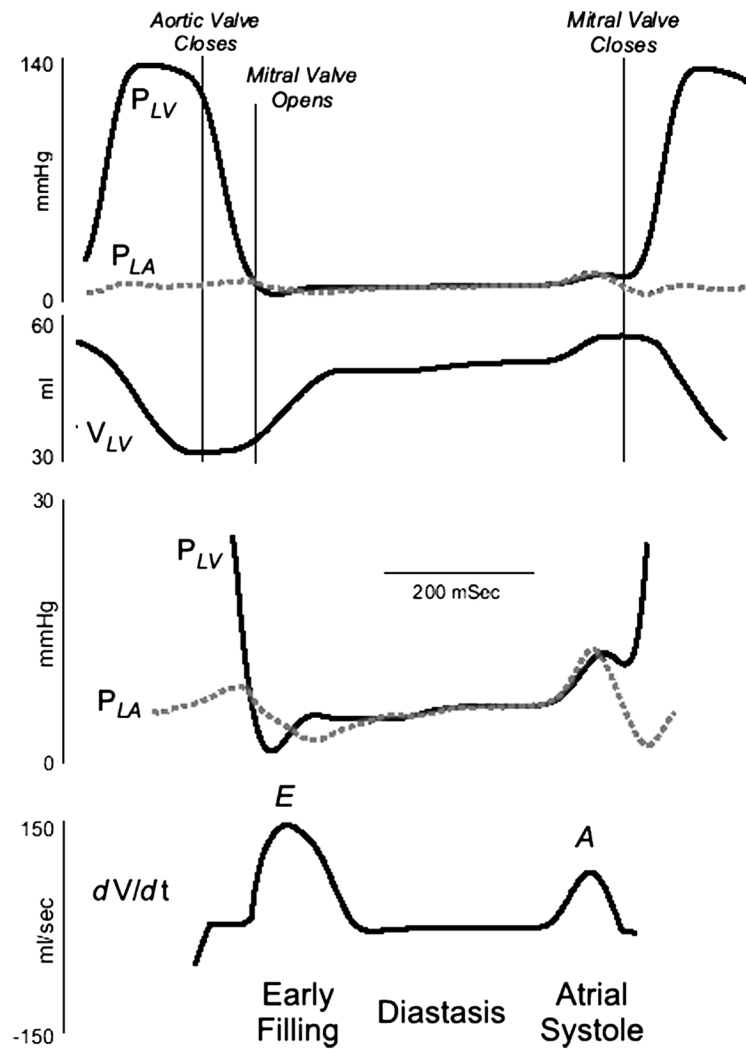 Aortic Valve
Closes
Mitral Valve
Closes
Mitral Valve
Opens
140
P LV
mmHg
P LA
0
60
ml
V LV
30
30
P LV
200 mSec
mmHg
P LA
0
E
150
A
dV/dt
ml/sec
Early
Filling
Diastasis
Atrial
Systole
-150